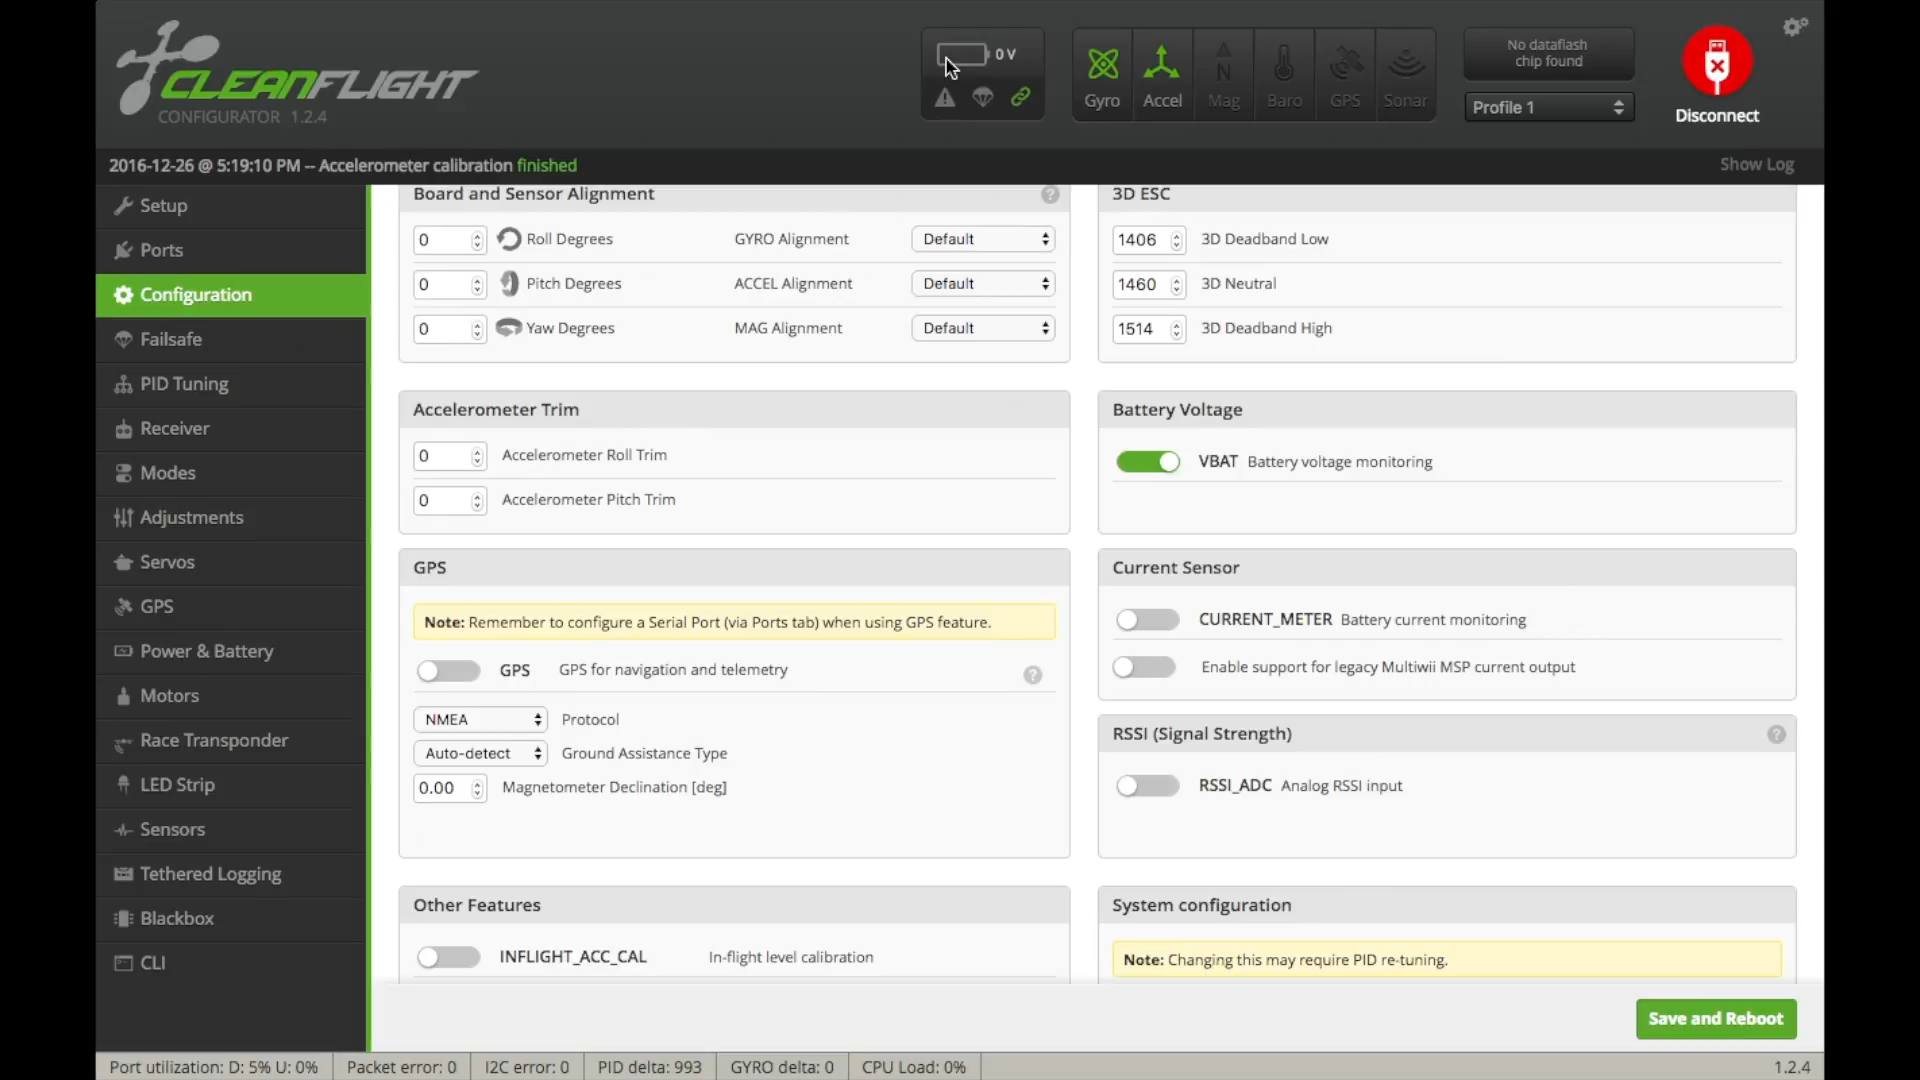 CLEANFLIGHT
CONFIGURATOR 1.2.4
0 V
Gyro
Accel
Mag
Baro
GPS
Sonar
No dataflash
chip found
Profile 1
Disconnect
2016-12-26 @ 5:19:10 PM -- Accelerometer calibration finished
Show Log
Setup
Ports
Configuration
Failsafe
PID Tuning
Receiver
Modes
Adjustments
Servos
GPS
Power & Battery
Motors
Race Transponder
LED Strip
Sensors
Tethered Logging
Blackbox
CLI
Board and Sensor Alignment
0 Roll Degrees GYRO Alignment Default
0 Pitch Degrees ACCEL Alignment Default
0 Yaw Degrees MAG Alignment Default
3D ESC
1406 3D Deadband Low
1460 3D Neutral
1514 3D Deadband High
Accelerometer Trim
0 Accelerometer Roll Trim
0 Accelerometer Pitch Trim
Battery Voltage
VBAT Battery voltage monitoring
GPS
Note: Remember to configure a Serial Port (via Ports tab) when using GPS feature.
GPS GPS for navigation and telemetry
NMEA Protocol
Auto-detect Ground Assistance Type
0.00 Magnetometer Declination [deg]
Current Sensor
CURRENT_METER Battery current monitoring
Enable support for legacy Multiwii MSP current output
RSSI (Signal Strength)
RSSI_ADC Analog RSSI input
Other Features
INFLIGHT_ACC_CAL In-flight level calibration
System configuration
Note: Changing this may require PID re-tuning.
Save and Reboot
Port utilization: D: 5% U: 0% Packet error: 0 I2C error: 0 PID delta: 993 GYRO delta: 0 CPU Load: 0% 1.2.4